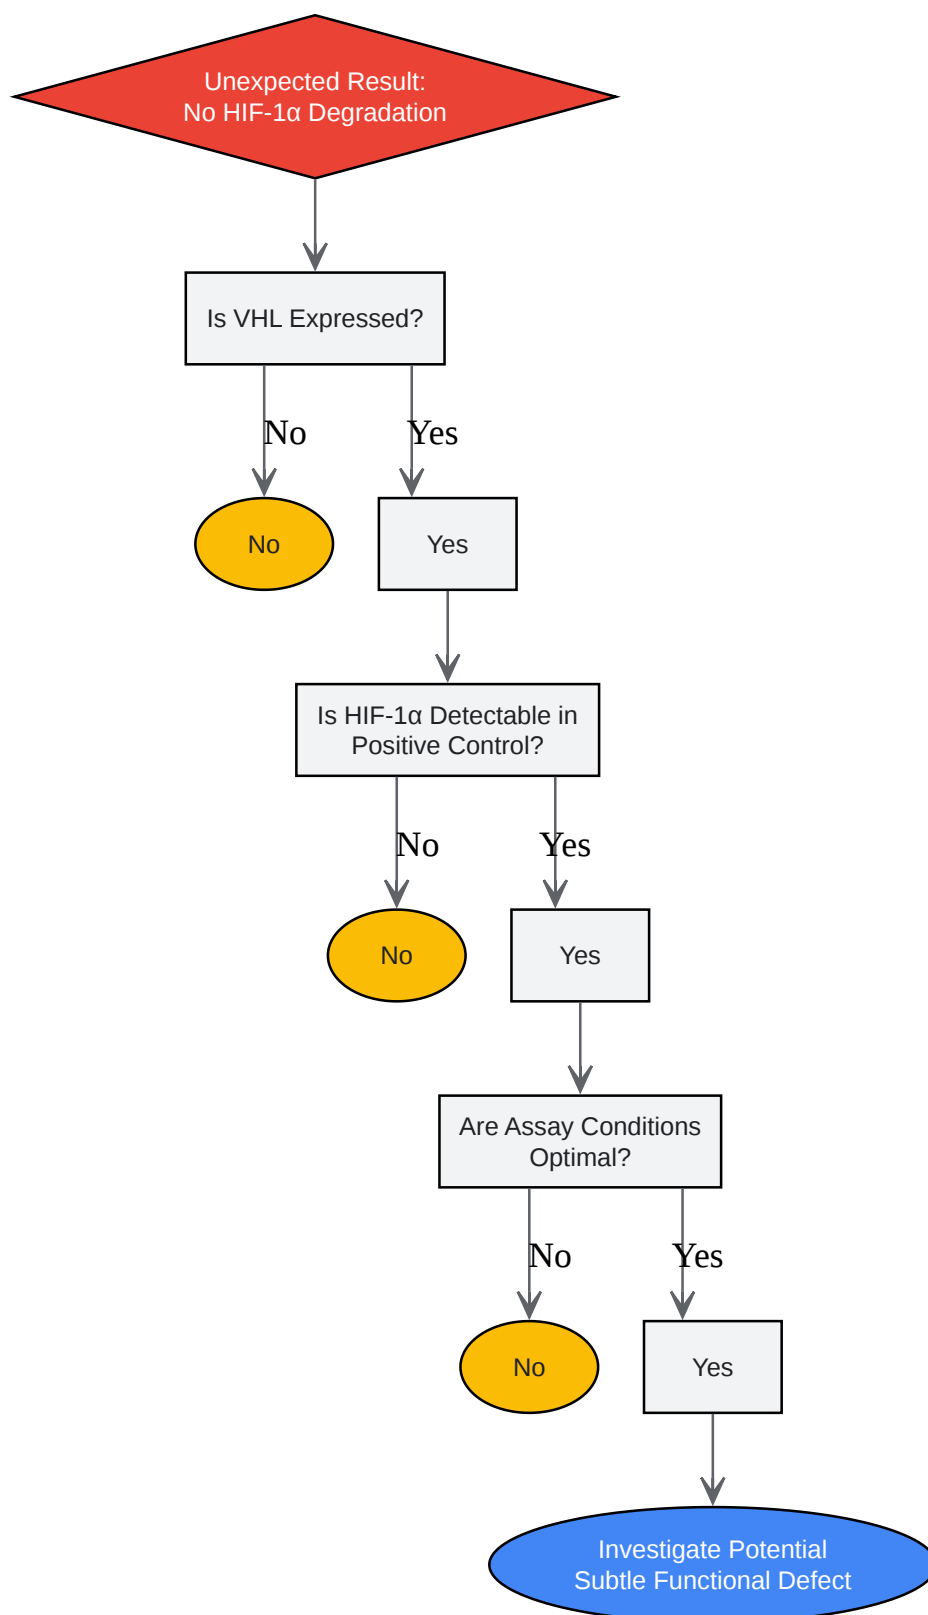 Unexpected Result:
No HIF-1α Degradation
Is VHL Expressed?
No
Yes
No
Yes
Is HIF-1α Detectable in
Positive Control?
No
Yes
No
Yes
Are Assay Conditions
Optimal?
No
Yes
No
Yes
Investigate Potential
Subtle Functional Defect